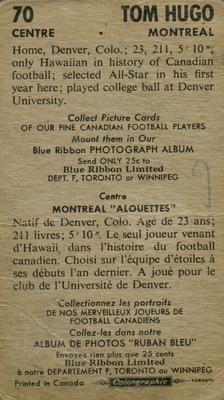 70 TOM HUGO
CENTRE • MONTREAL
Home, Denver, Colo.; 23, 211, 5' 10";
only Hawaiian in history of Canadian
football; selected All-Star in his first
year here; played college ball at Denver
University.
Collect Picture Cards
OF OUR FINE CANADIAN FOOTBALL PLAYERS
Mount them in Our
Blue Ribbon PHOTOGRAPH ALBUM
Send ONLY 25c to
Blue Ribbon Limited
DEPT. F, TORONTO or WINNIPEG
Centre
MONTREAL "ALOUETTES"
Natif de Denver, Colo. Age de 23 ans;
211 livres; 5' 10". Le seul joueur venant
d'Hawaii, dans l'histoire du football
canadien. Choisi sur l'équipe d'étoiles à
ses débuts l'an dernier. A joué pour le
club de l'Université de Denver.
Collectionnez les portraits
DE NOS MERVEILLEUX JOUEURS DE
FOOTBALL CANADIENS
Collez-les dans notre
ALBUM DE PHOTOS "RUBAN BLEU"
Envoyez rien plus que 25 cents
Blue Ribbon Limited
à notre DEPARTEMENT F, TORONTO ou WINNIPEG
Printed in Canada Colorgraphic TORONTO